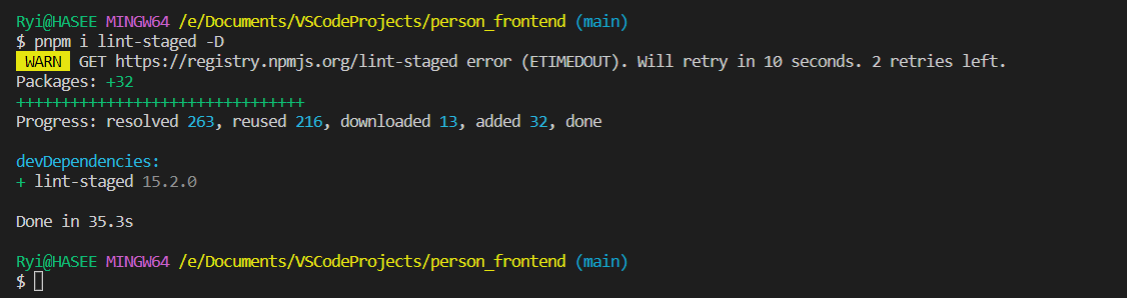 Ryi@HASEE MINGW64 /e/Documents/VSCodeProjects/person_frontend (main)
$ pnpm i lint-staged -D
WARN GET https://registry.npmjs.org/lint-staged error (ETIMEDOUT). Will retry in 10 seconds. 2 retries left.
Packages: +32
++++++++++++++++++++++++++++++++
Progress: resolved 263, reused 216, downloaded 13, added 32, done
devDependencies:
+ lint-staged 15.2.0
Done in 35.3s
Ryi@HASEE MINGW64 /e/Documents/VSCodeProjects/person_frontend (main)
$